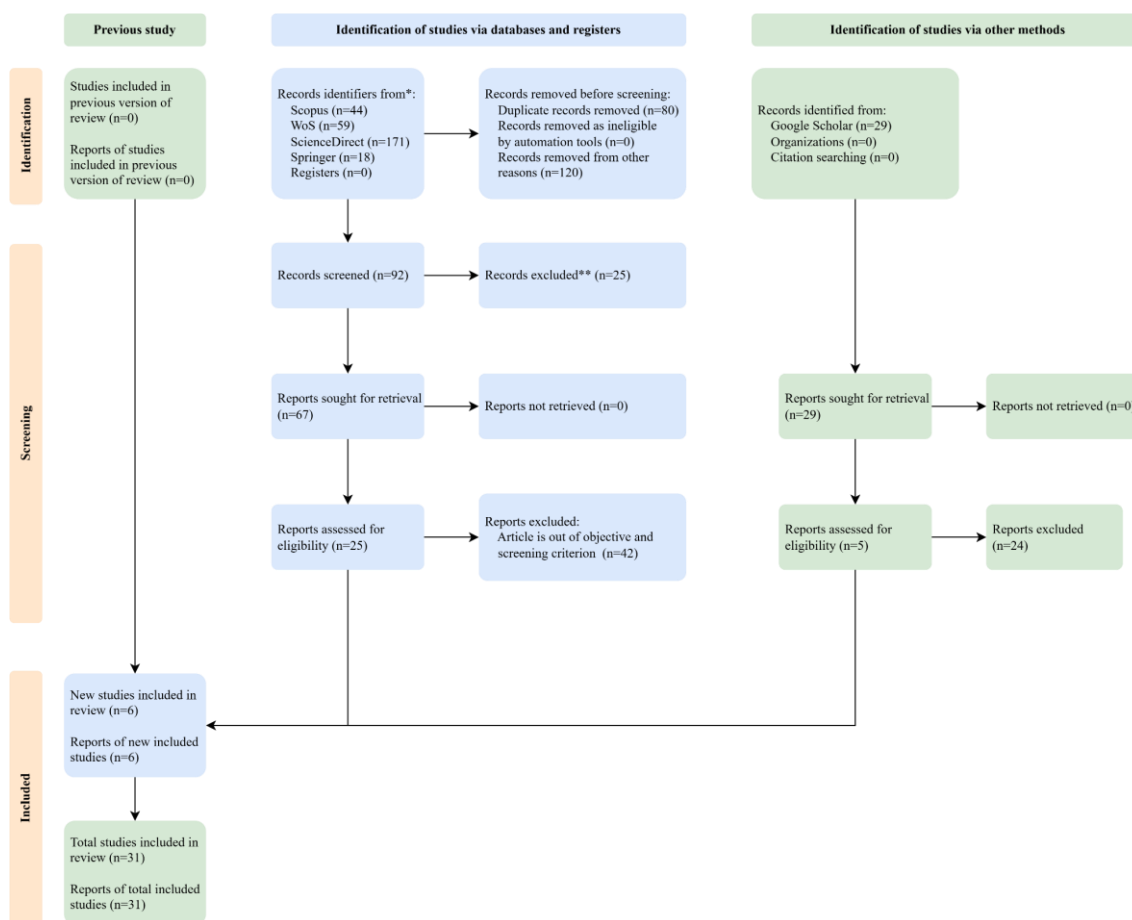 Previous study
Identification of studies via databases and registers
Identification of studies via other methods
Identification
Studies included in
previous version of
review (n=0)
Reports of studies
included in previous
version of review (n=0)
Records identifiers from*:
Scopus (n=44)
WoS (n=59)
ScienceDirect (n=171)
Springer (n=18)
Registers (n=0)
Records removed before screening:
Duplicate records removed (n=80)
Records removed as ineligible
by automation tools (n=0)
Records removed from other
reasons (n=120)
Records identified from:
Google Scholar (n=29)
Organizations (n=0)
Citation searching (n=0)
Screening
Records screened (n=92)
Records excluded** (n=25)
Reports sought for retrieval
(n=67)
Reports not retrieved (n=0)
Reports sought for retrieval
(n=29)
Reports not retrieved (n=0
Reports assessed for
eligibility (n=25)
Reports excluded:
Article is out of objective and
screening criterion (n=42)
Reports assessed for
eligibility (n=5)
Reports excluded
(n=24)
Included
New studies included in
review (n=6)
Reports of new included
studies (n=6)
Total studies included in
review (n=31)
Reports of total included
studies (n=31)